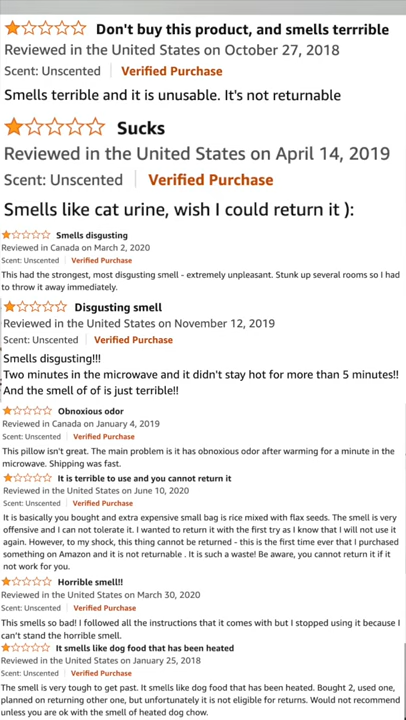 Don't buy this product, and smells terrrible
Reviewed in the United States on October 27, 2018
Scent: Unscented | Verified Purchase
Smells terrible and it is unusable. It's not returnable
Sucks
Reviewed in the United States on April 14, 2019
Scent: Unscented | Verified Purchase
Smells like cat urine, wish I could return it ):
Smells disgusting
Reviewed in Canada on March 2, 2020
Scent: Unscented | Verified Purchase
This had the strongest, most disgusting smell - extremely unpleasant. Stunk up several rooms so I had
to throw it away immediately.
Disgusting smell
Reviewed in the United States on November 12, 2019
Scent: Unscented | Verified Purchase
Smells disgusting!!!
Two minutes in the microwave and it didn't stay hot for more than 5 minutes!!
And the smell of of is just terrible!!
Obnoxious odor
Reviewed in Canada on January 4, 2019
Scent: Unscented | Verified Purchase
This pillow isn't great. The main problem is it has obnoxious odor after warming for a minute in the
microwave. Shipping was fast.
It is terrible to use and you cannot return it
Reviewed in the United States on June 10, 2020
Scent: Unscented | Verified Purchase
It is basically you bought and extra expensive small bag is rice mixed with flax seeds. The smell is very
offensive and I can not tolerate it. I wanted to return it with the first try as I know that I will not use it
again. However, to my shock, this thing cannot be returned - this is the first time ever that I purchased
something on Amazon and it is not returnable . It is such a waste! Be aware, you cannot return it if it
not work for you.
Horrible smell!!
Reviewed in the United States on March 30, 2020
Scent: Unscented | Verified Purchase
This smells so bad! I followed all the instructions that it comes with but I stopped using it because I
can't stand the horrible smell.
It smells like dog food that has been heated
Reviewed in the United States on January 25, 2018
Scent: Unscented | Verified Purchase
The smell is very tough to get past. It smells like dog food that has been heated. Bought 2, used one,
planned on returning other one, but unfortunately it is not eligible for returns. Would not recommend
unless you are ok with the smell of heated dog chow.